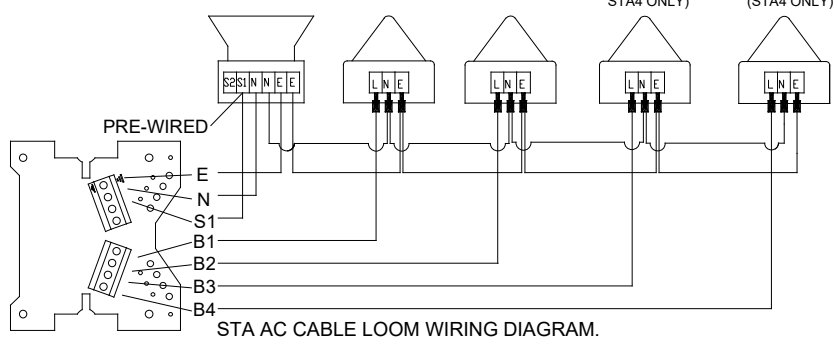 STA4 ONLY)
(STA4 ONLY)
S2 S1 N N E E
L N E
L N E
L N E
L N E
PRE-WIRED
E
N
S1
B1
B2
B3
B4
STA AC CABLE LOOM WIRING DIAGRAM.